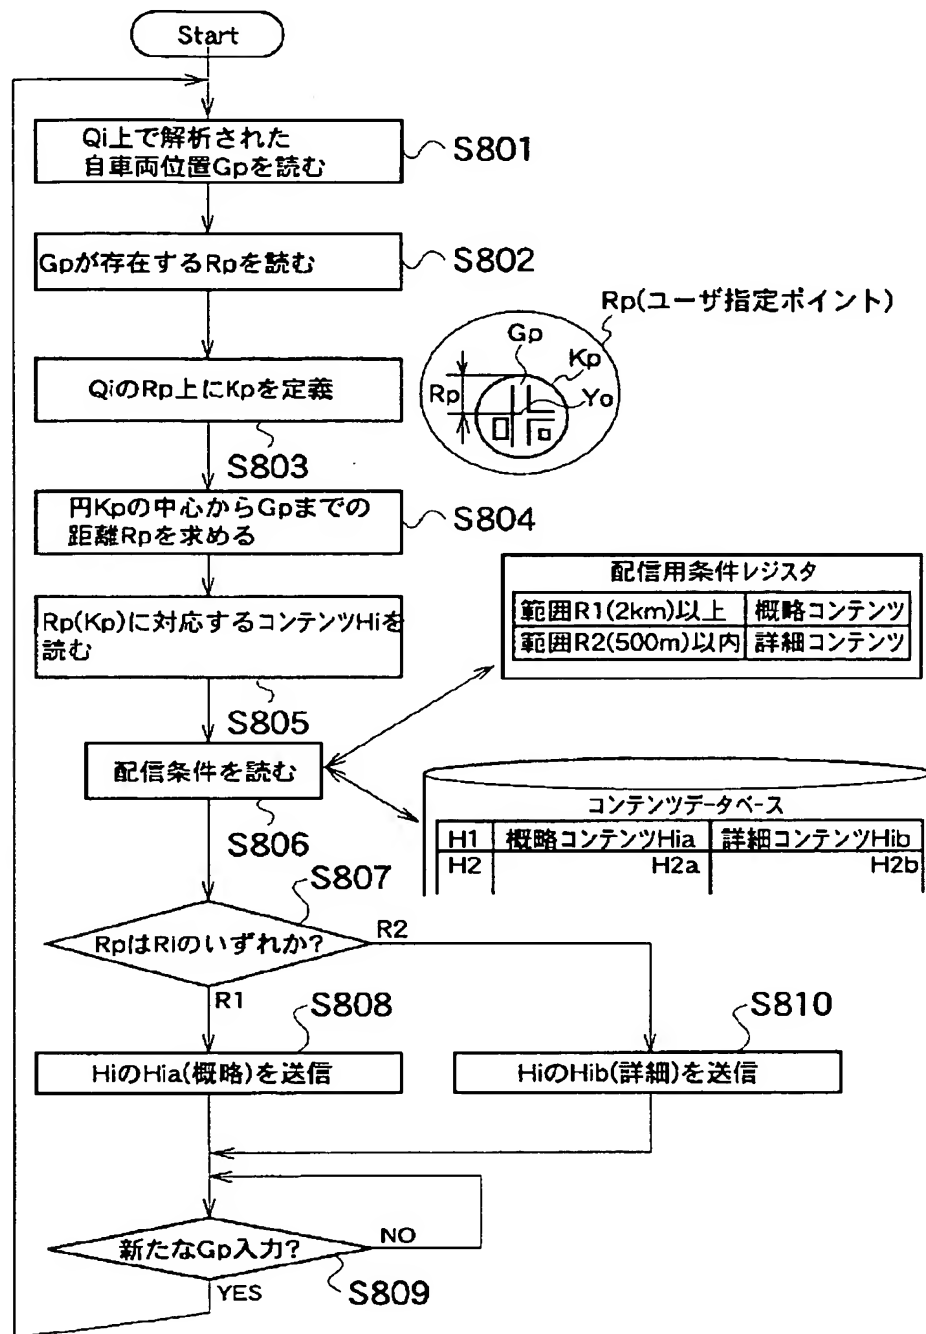 Start
Qi上で解析された
自車両位置Gpを読む
S801
Gpが存在するRpを読む
S802
Rp(ユーザ指定ポイント)
Gp
Kp
Rp
Yo
QiのRp上にKpを定義
S803
円Kpの中心からGpまでの
距離Rpを求める
S804
配信用条件レジスタ
範囲R1(2km)以上 概略コンテンツ
範囲R2(500m)以内 詳細コンテンツ
Rp(Kp)に対応するコンテンツHiを
読む
S805
配信条件を読む
S806
コンテンツデータベース
H1 概略コンテンツHia 詳細コンテンツHib
H2 H2a H2b
S807
RpはRiのいずれか?
R2
R1
S808
HiのHia(概略)を送信
S810
HiのHib(詳細)を送信
新たなGp入力?
NO
YES
S809